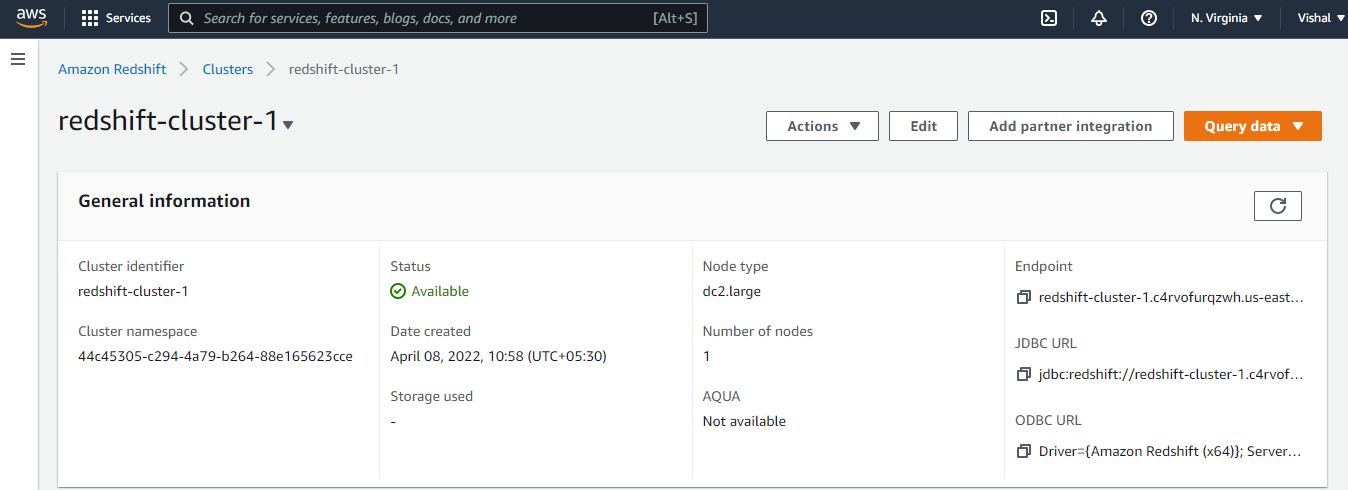 aws Services Search for services, features, blogs, docs, and more [Alt+S] N. Virginia Vishal
Amazon Redshift Clusters redshift-cluster-1
redshift-cluster-1
Actions Edit Add partner integration Query data
General information
Cluster identifier
redshift-cluster-1
Cluster namespace
44c45305-c294-4a79-b264-88e165623cce
Status
Available
Date created
April 08, 2022, 10:58 (UTC+05:30)
Storage used
-
Node type
dc2.large
Number of nodes
1
AQUA
Not available
Endpoint
redshift-cluster-1.c4rvofurqzwh.us-east...
JDBC URL
jdbc:redshift://redshift-cluster-1.c4rvof...
ODBC URL
Driver={Amazon Redshift (x64)}; Server...